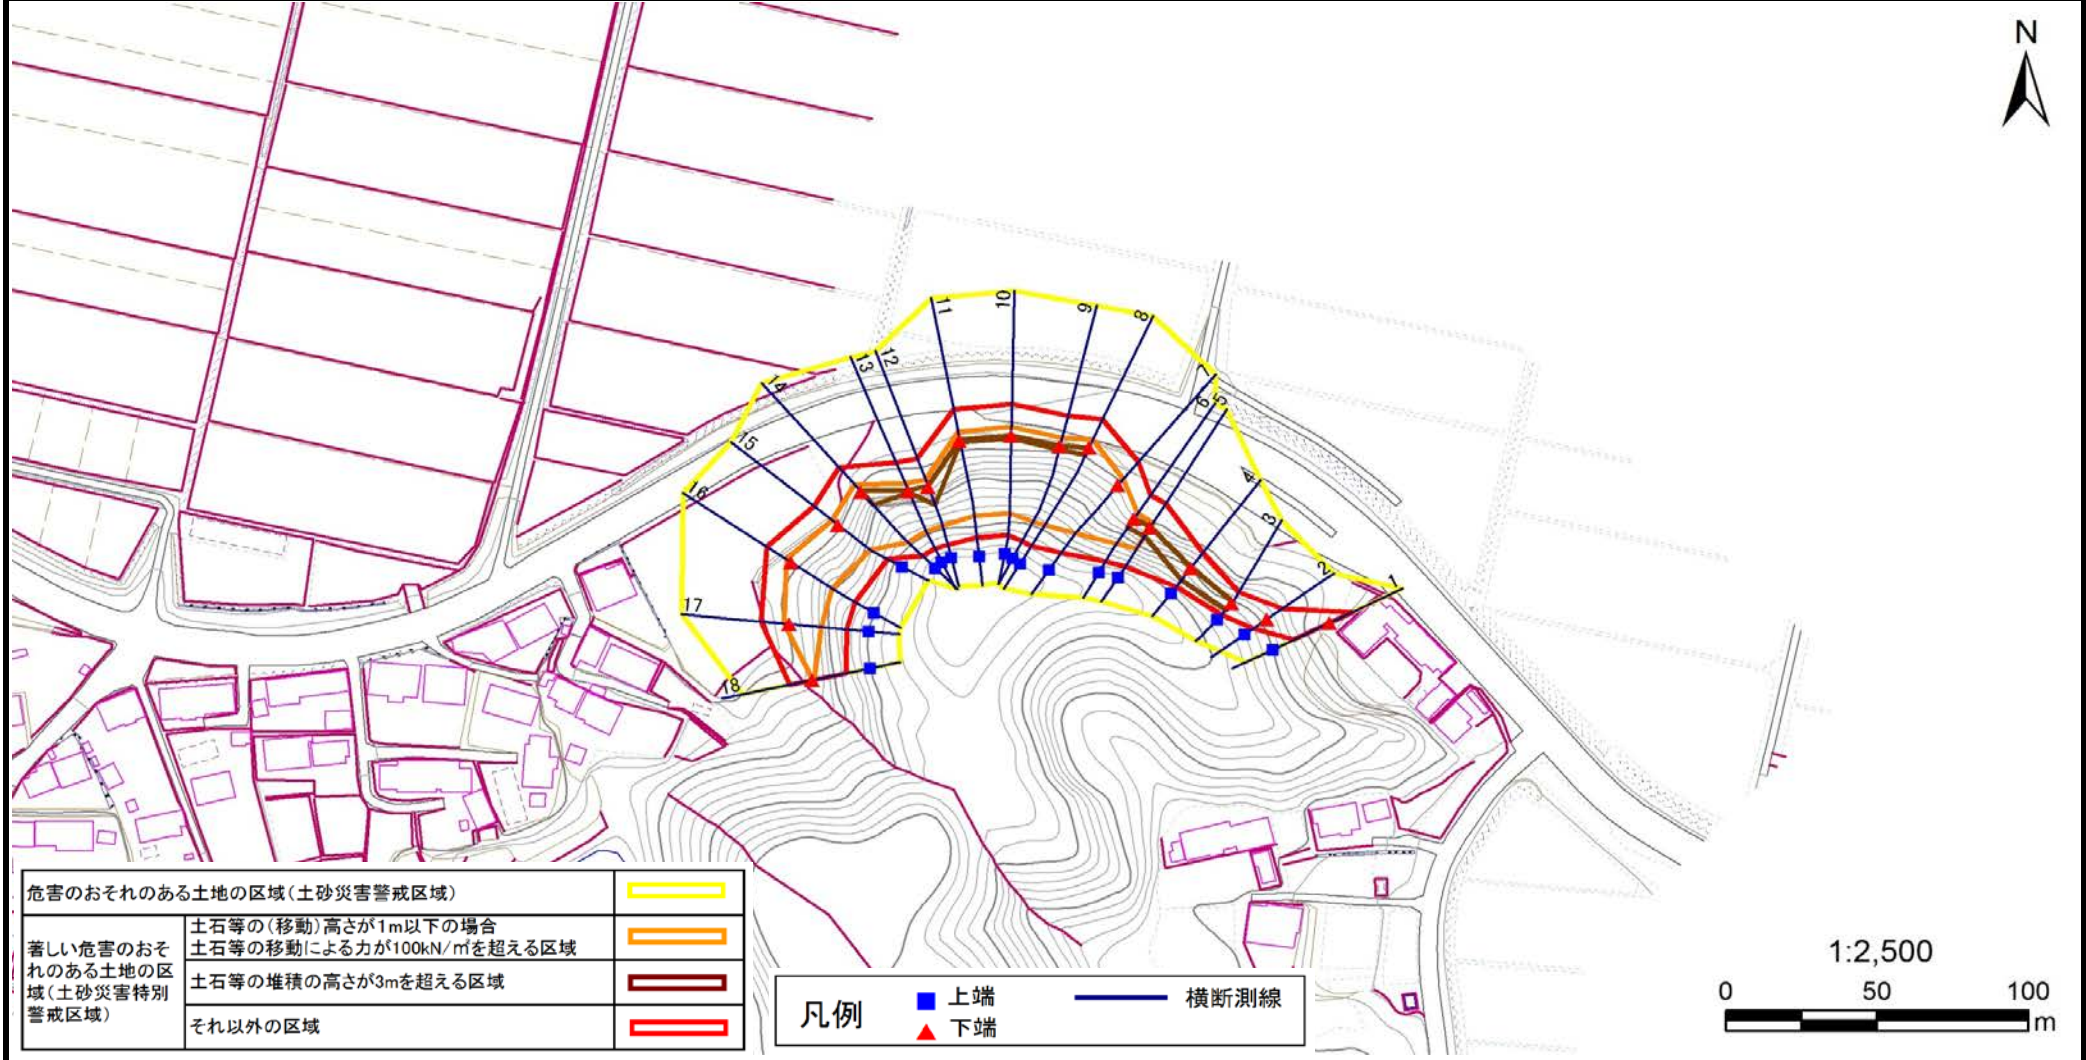 N
11
10
9
8
13
12
7
14
6
5
15
4
16
3
2
1
17
18
危害のおそれのある土地の区域(土砂災害警戒区域)
著しい危害のおそ
れのある土地の区
域(土砂災害特別
警戒区域)
土石等の(移動)高さが1m以下の場合
土石等の移動による力が100kN/㎡を超える区域
土石等の堆積の高さが3mを超える区域
それ以外の区域
凡例
上端
下端
横断測線
1:2,500
0 50 100
m